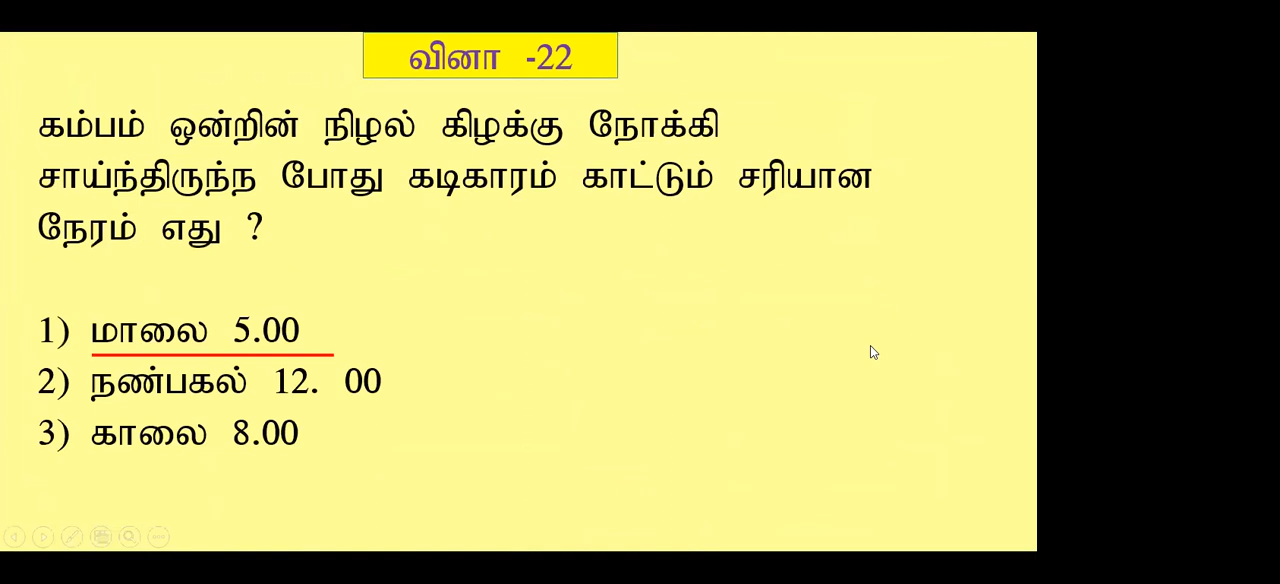 வினா -22
கம்பம் ஒன்றின் நிழல் கிழக்கு நோக்கி
சாய்ந்திருந்ந போது கடிகாரம் காட்டும் சரியான
நேரம் எது ?
1) மாலை 5.00
2) நண்பகல் 12. 00
3) காலை 8.00